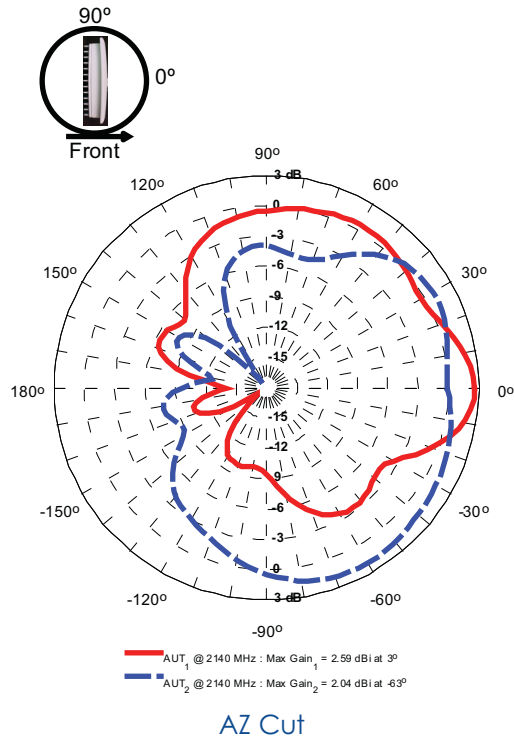 90º
0º
Front
90º
3 dB
120º
60º
0
-3
150º
-6
30º
-9
-12
-15
180º
0º
-15
-12
9
-150º
-6
-30º
-3
0
-120º
3 dB
-60º
-90º
AUT1 @ 2140 MHz : Max Gain1 = 2.59 dBi at 3º
AUT2 @ 2140 MHz : Max Gain2 = 2.04 dBi at -63º
AZ Cut